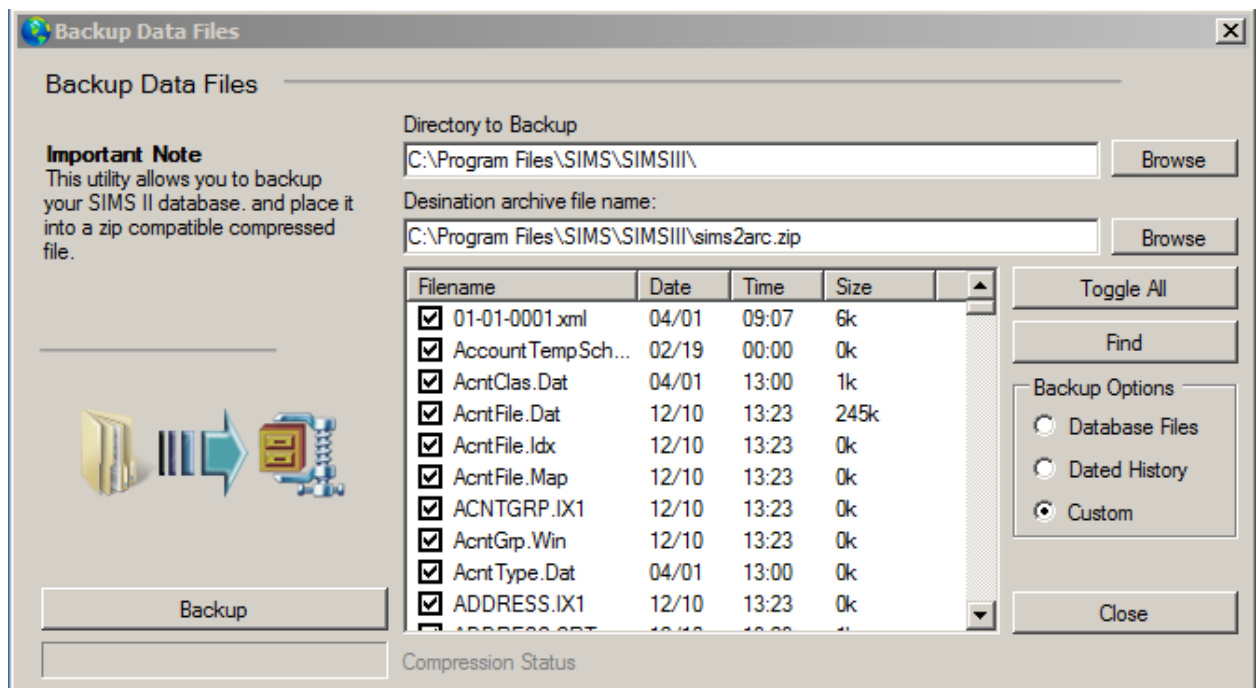 Backup Data Files
Backup Data Files
Important Note
This utility allows you to backup
your SIMS II database. and place it
into a zip compatible compressed
file.
Directory to Backup
C:\Program Files\SIMS\SIMSIII\
Browse
Desination archive file name:
C:\Program Files\SIMS\SIMSIII\sims2arc.zip
Browse
Filename Date Time Size
01-01-0001.xml 04/01 09:07 6k
AccountTempSch... 02/19 00:00 0k
AcntClas.Dat 04/01 13:00 1k
AcntFile.Dat 12/10 13:23 245k
AcntFile.Idx 12/10 13:23 0k
AcntFile.Map 12/10 13:23 0k
ACNTGRP.IX1 12/10 13:23 0k
AcntGrp.Win 12/10 13:23 0k
AcntType.Dat 04/01 13:00 0k
ADDRESS.IX1 12/10 13:23 0k
Toggle All
Find
Backup Options
Database Files
Dated History
Custom
Backup
Close
Compression Status